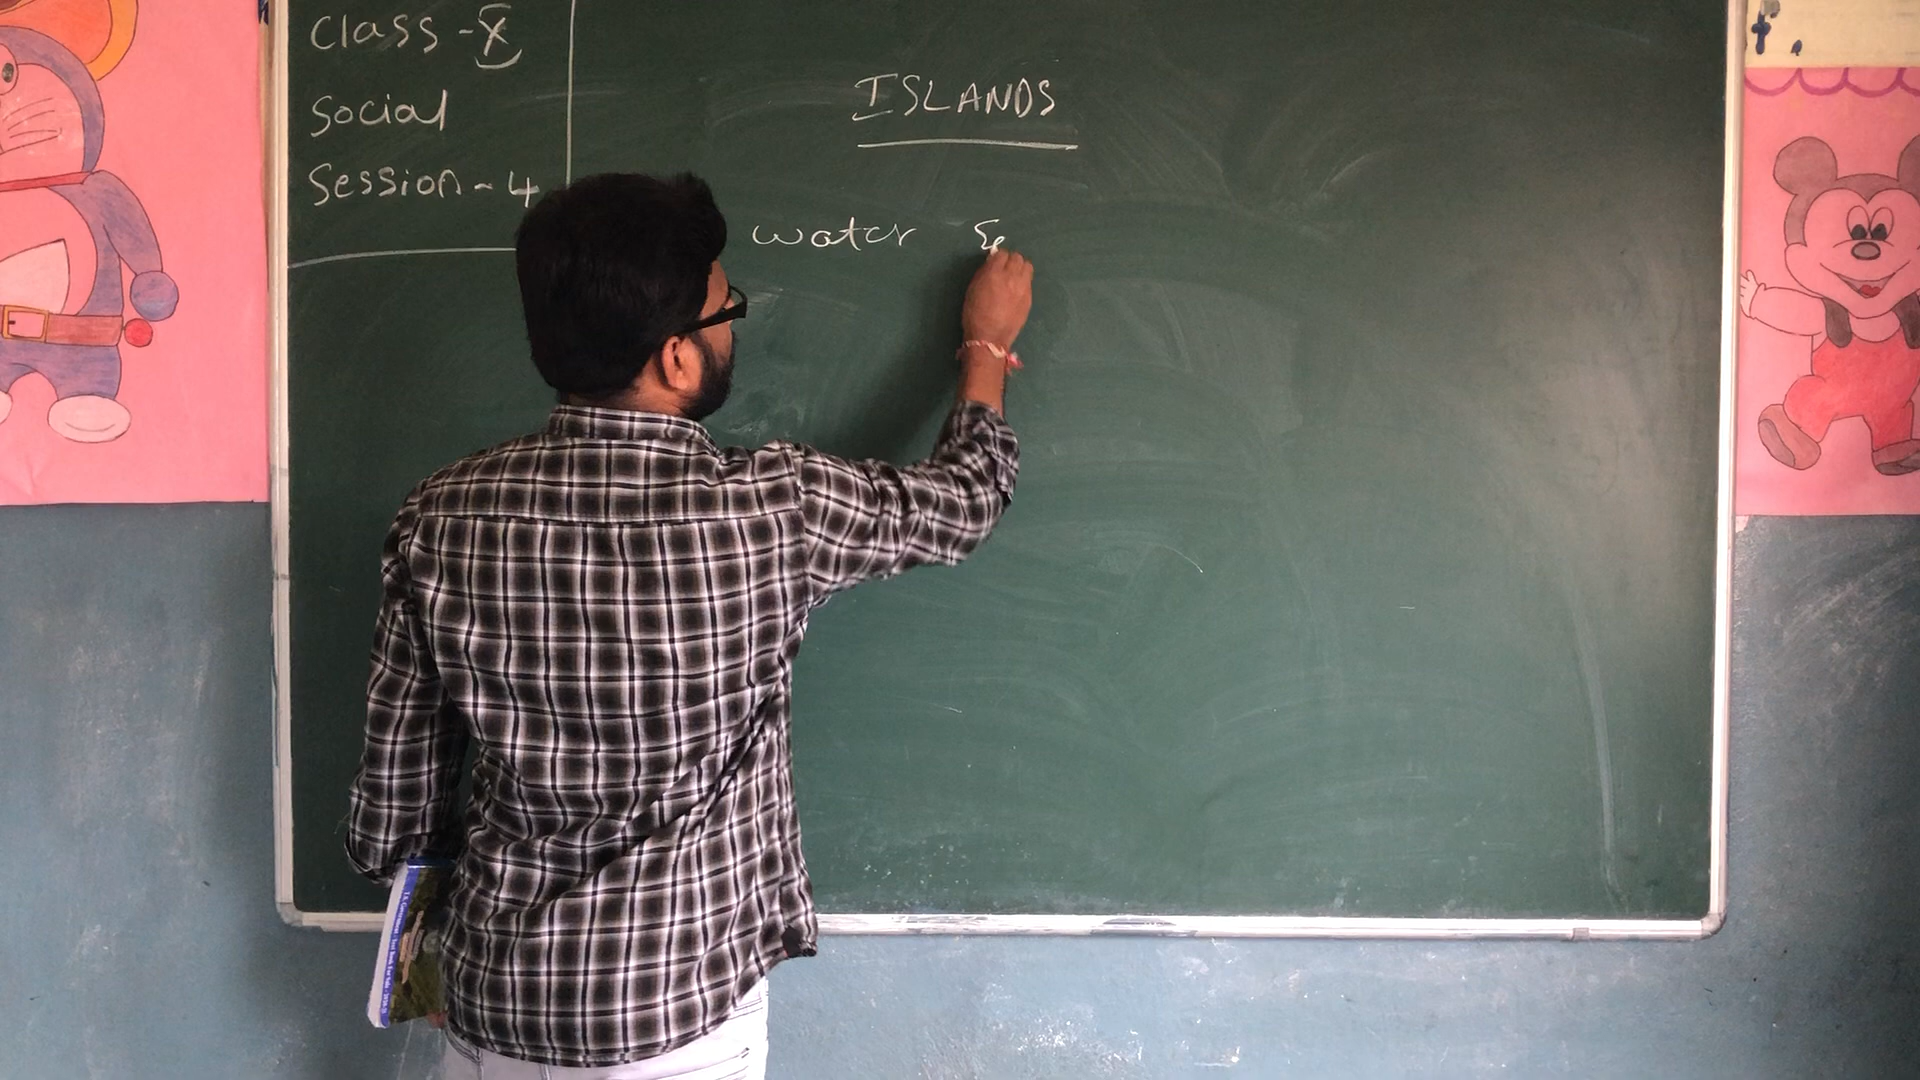 Class - X
Social
Session - 4
ISLANDS
water